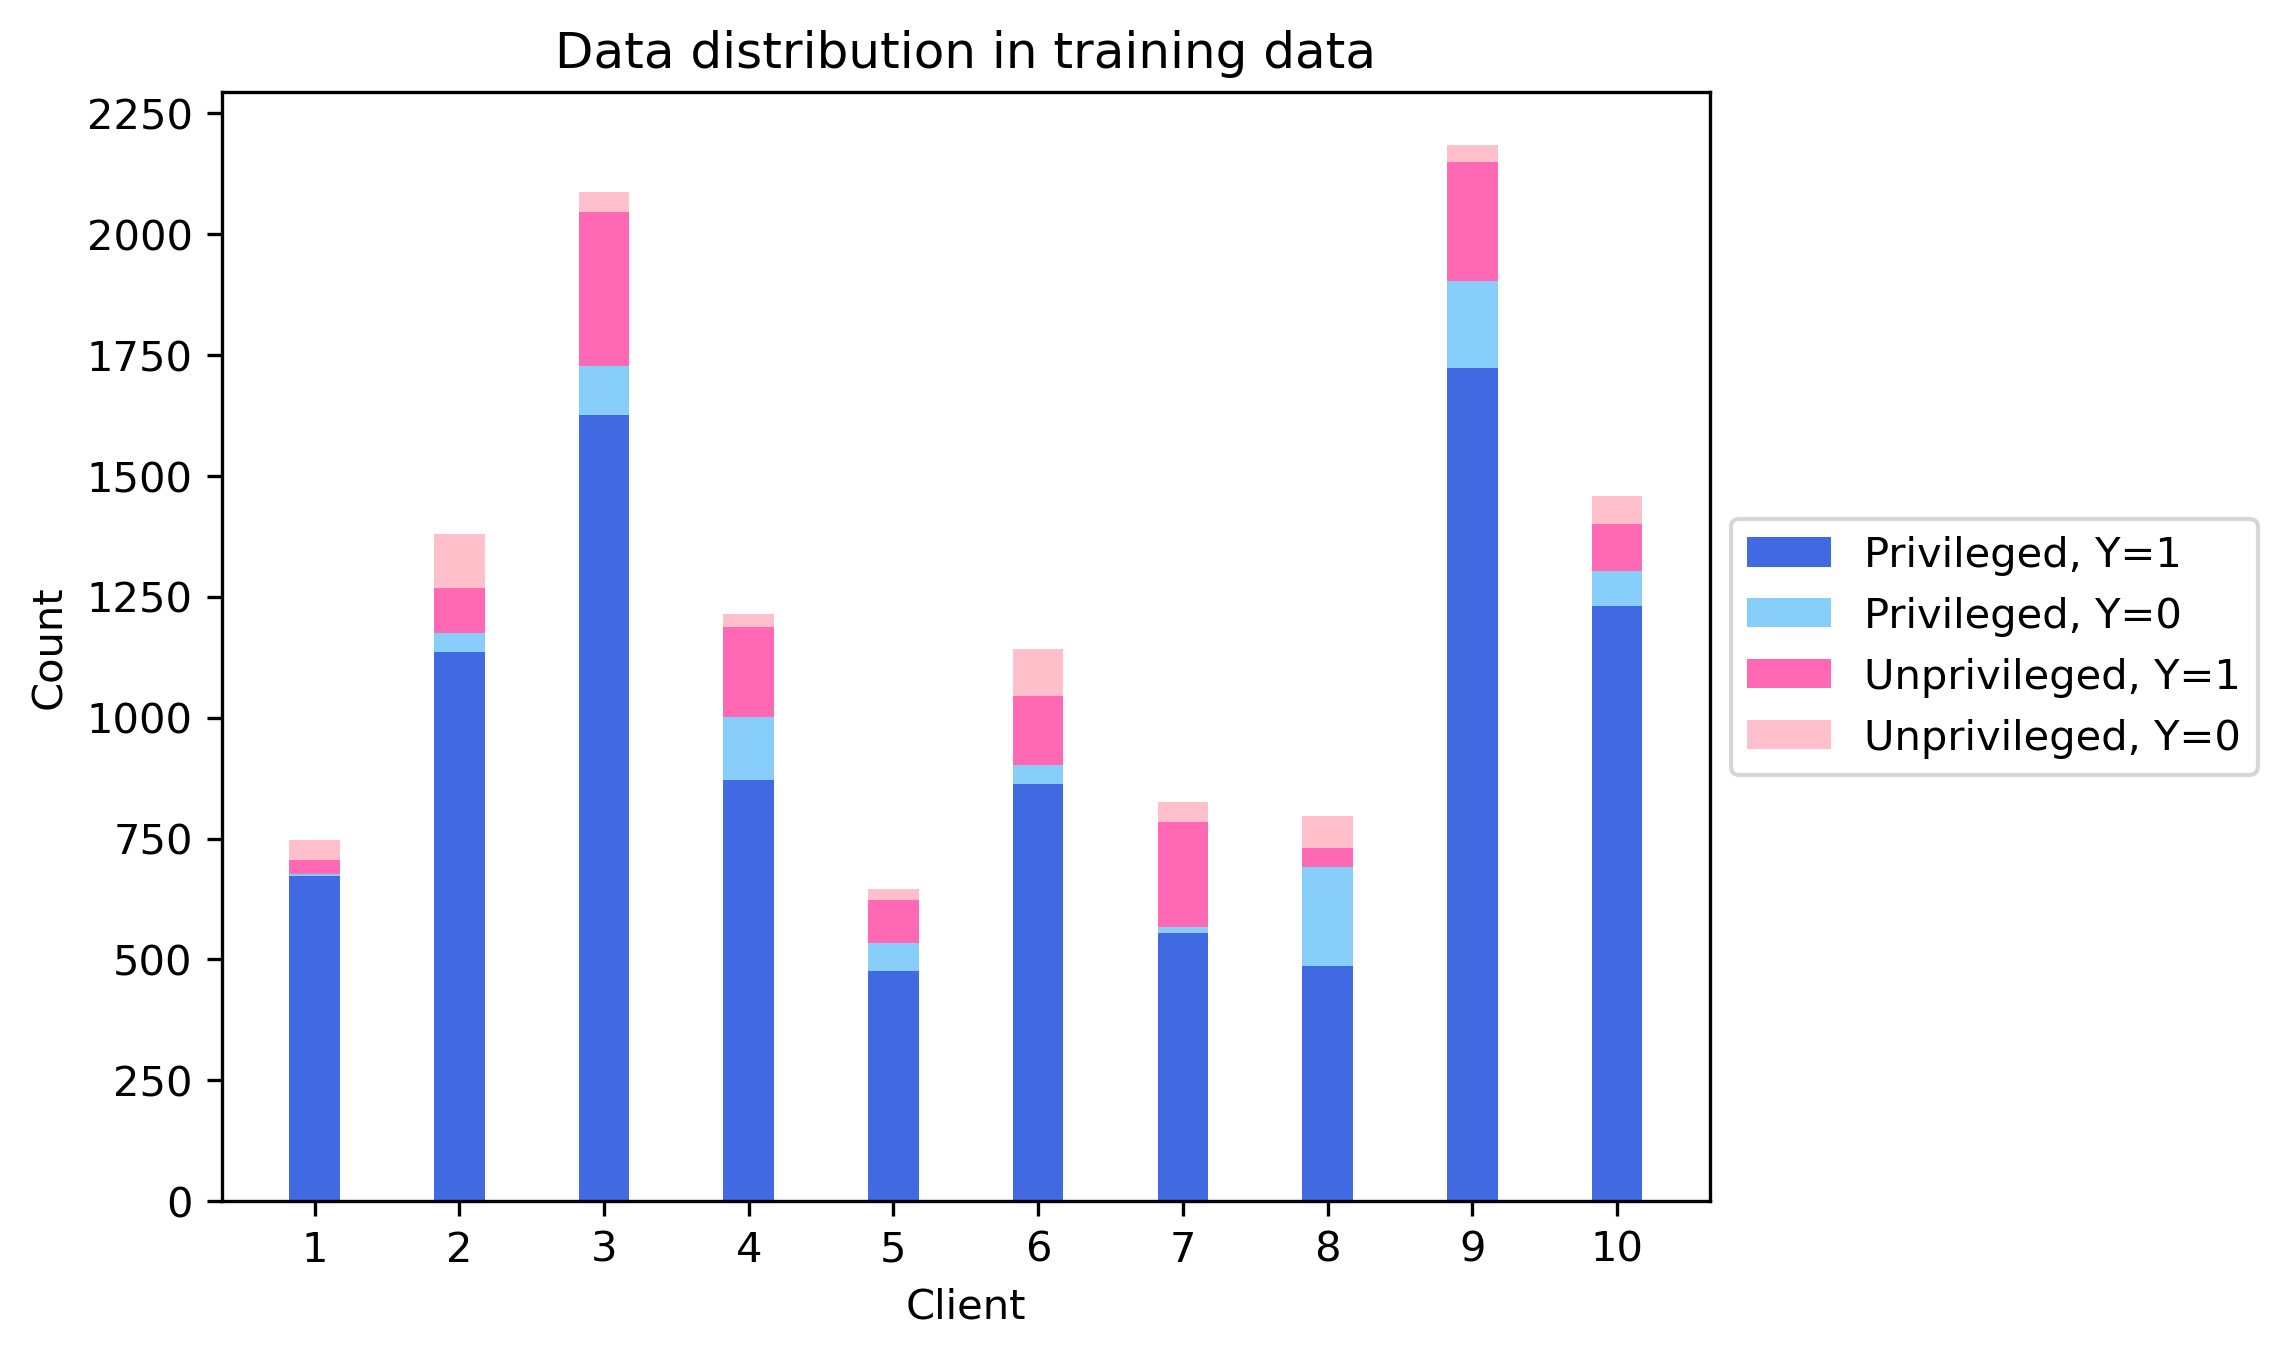 Data distribution in training data
2250
2000
1750
1500
1250
1000
750
500
250
0
Count
1 2 3 4 5 6 7 8 9 10
Client
Privileged, Y=1
Privileged, Y=0
Unprivileged, Y=1
Unprivileged, Y=0